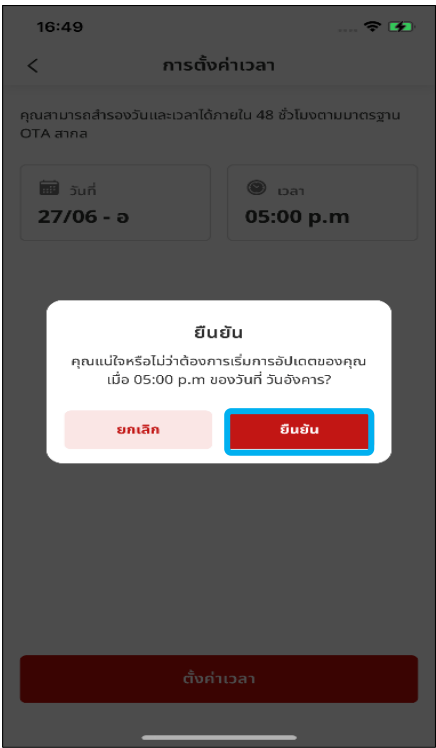 16:49
การตั้งค่าเวลา
คุณสามารถสำรองวันและเวลาได้ภายใน 48 ชั่วโมงตามมาตรฐาน
OTA สากล
วันที่
27/06 - อ
เวลา
05:00 p.m
ยืนยัน
คุณแน่ใจหรือไม่ว่าต้องการเริ่มการอัปเดตของคุณ
เมื่อ 05:00 p.m ของวันที่ วันอังคาร?
ยกเลิก
ยืนยัน
ตั้งค่าเวลา